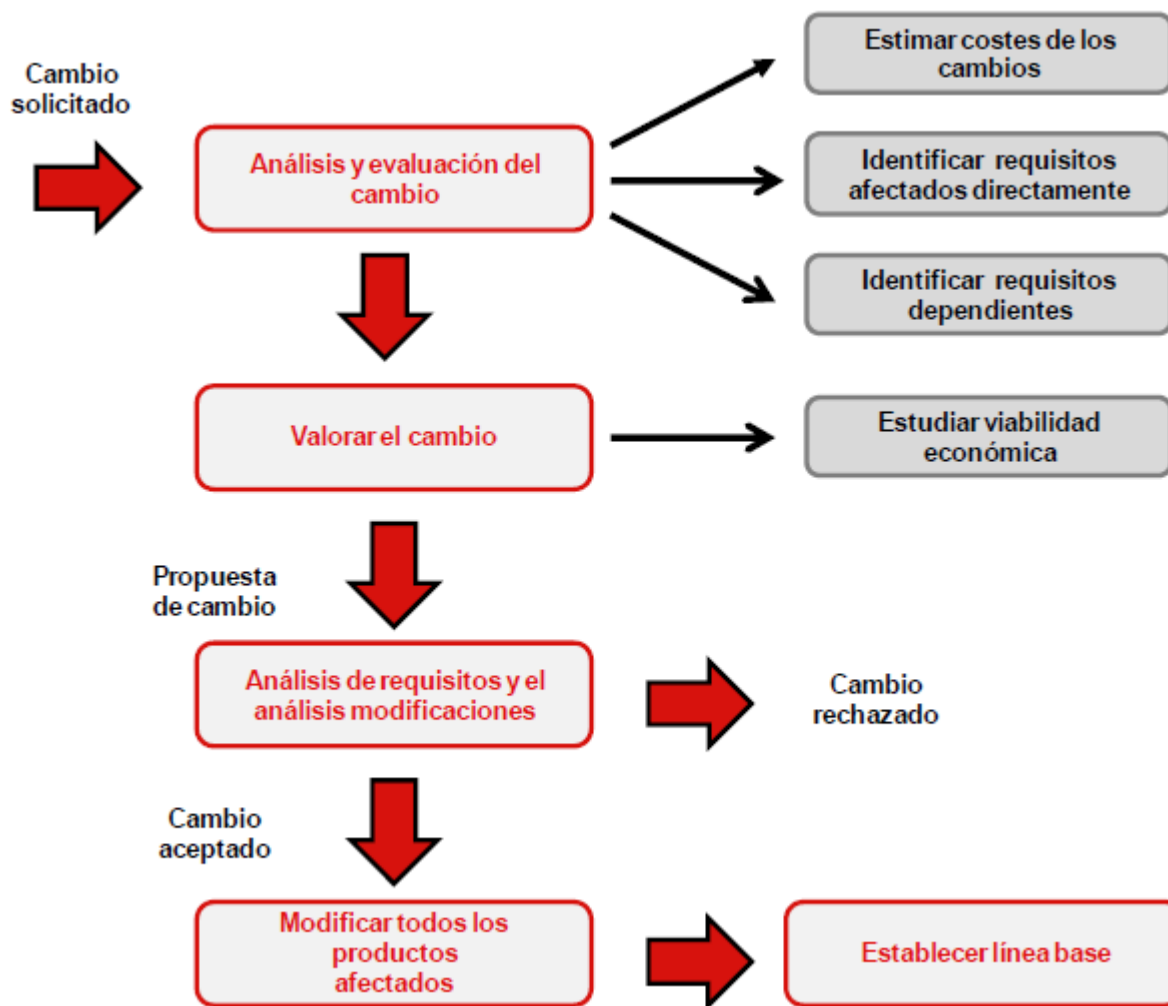 Estimar costes de los
cambios
Cambio
solicitado
Análisis y evaluación del
cambio
Identificar requisitos
afectados directamente
Identificar requisitos
dependientes
Valorar el cambio
Estudiar viabilidad
económica
Propuesta
de cambio
Análisis de requisitos y el
análisis modificaciones
Cambio
rechazado
Cambio
aceptado
Modificar todos los
productos
afectados
Establecer línea base